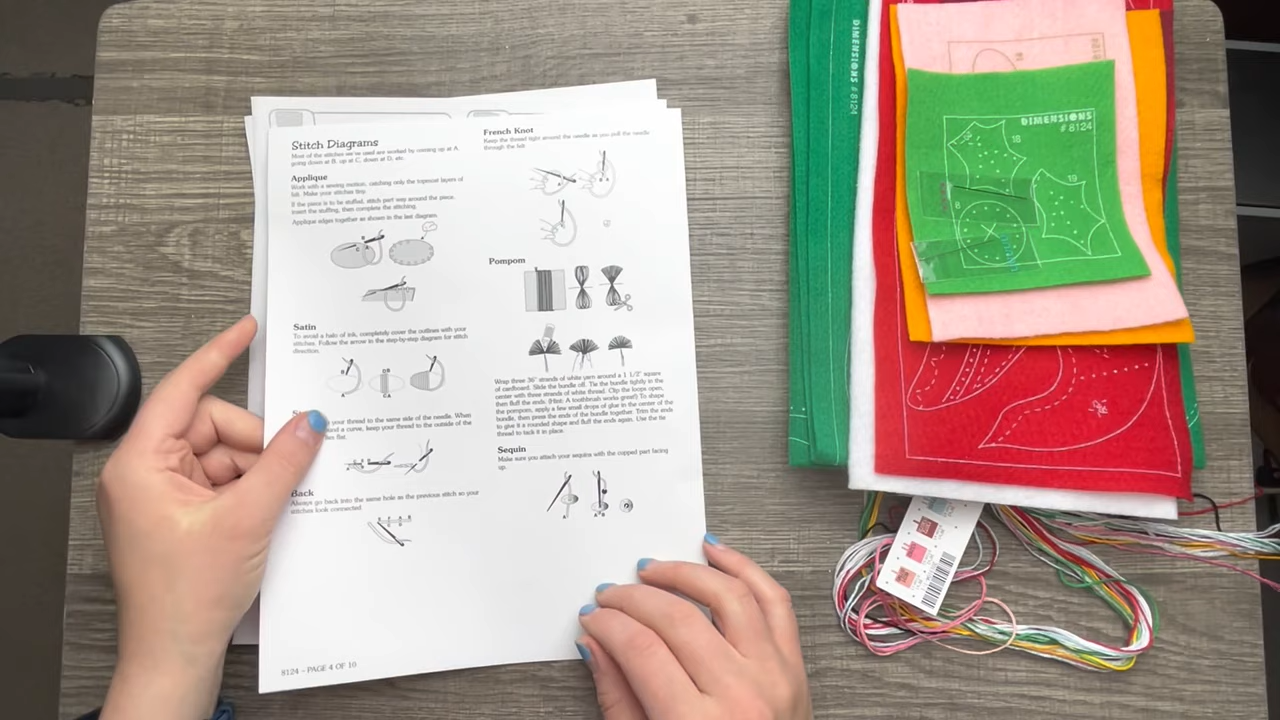 Stitch Diagrams
Most of the stitches we've used are worked by coming up at A,
going down at B, up at C, down at D, etc.
Applique
Work with a sewing motion, catching only the topmost layers of
felt. Make your stitches tiny.
If the piece is to be stuffed, stitch part way around the piece.
Insert the stuffing, then complete the stitching.
Applique edges together as shown in the last diagram.
Satin
To avoid a halo of ink, completely cover the outlines with your
stitches. Follow the arrow in the step-by-step diagram for stitch
direction.
your thread to the same side of the needle. When
a curve, keep your thread to the outside of the
flat.
Back
Always go back into the same hole as the previous stitch so your
stitches look connected.
8124 - PAGE 4 OF 10
French Knot
Keep the thread tight around the needle as you pull the needle
through the felt.
Pompom
Wrap three 36" strands of white yarn around a 1 1/2" square
of cardboard. Slide the bundle off. Tie the bundle tightly in the
center with three strands of white thread. Clip the loops open,
then fluff the ends. (Hint: A toothbrush works great!) To shape
the pompom, apply a few small drops of glue in the center of the
bundle, then press the ends of the bundle together. Trim the ends
to give it a rounded shape and fluff the ends again. Use the tie
thread to tack it in place.
Sequin
Make sure you attach your sequins with the cupped part facing
up.
DIMENSIONS # 8124
8124
DIMENSIONS
# 8124
18
19
8